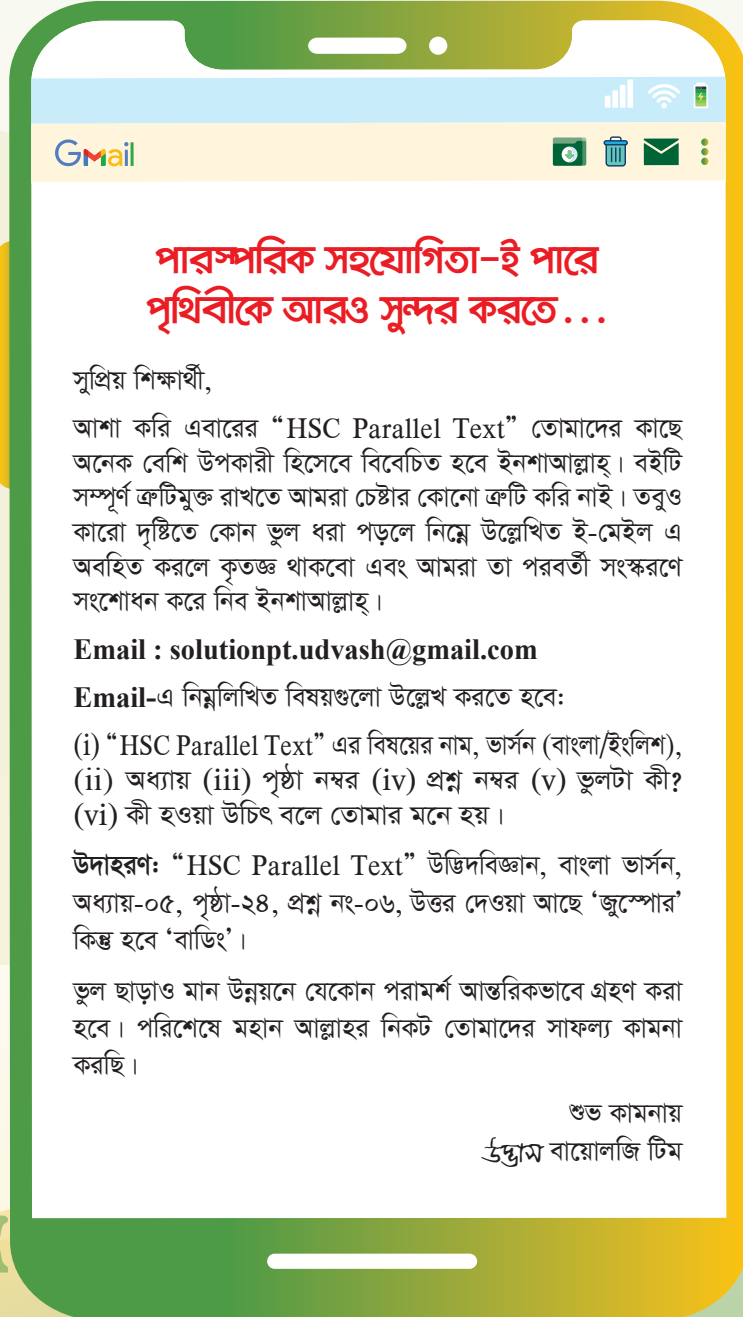 Gmail
পারস্পরিক সহযোগিতা-ই পারে
পৃথিবীকে আরও সুন্দর করতে...
সুপ্রিয় শিক্ষার্থী,
আশা করি এবারের “HSC Parallel Text” তোমাদের কাছে
অনেক বেশি উপকারী হিসেবে বিবেচিত হবে ইনশাআল্লাহ্। বইটি
সম্পূর্ণ ত্রুটিমুক্ত রাখতে আমরা চেষ্টার কোনো ত্রুটি করি নাই। তবুও
কারো দৃষ্টিতে কোন ভুল ধরা পড়লে নিম্নে উল্লেখিত ই-মেইল এ
অবহিত করলে কৃতজ্ঞ থাকবো এবং আমরা তা পরবর্তী সংস্করণে
সংশোধন করে নিব ইনশাআল্লাহ্।
Email : solutionpt.udvash@gmail.com
Email-এ নিম্নলিখিত বিষয়গুলো উল্লেখ করতে হবে:
(i) “HSC Parallel Text” এর বিষয়ের নাম, ভার্সন (বাংলা/ইংলিশ),
(ii) অধ্যায় (iii) পৃষ্ঠা নম্বর (iv) প্রশ্ন নম্বর (v) ভুলটা কী?
(vi) কী হওয়া উচিৎ বলে তোমার মনে হয়।
উদাহরণ: “HSC Parallel Text” উদ্ভিদবিজ্ঞান, বাংলা ভার্সন,
অধ্যায়-০৫, পৃষ্ঠা-২৪, প্রশ্ন নং-০৬, উত্তর দেওয়া আছে ‘জুস্পোর’
কিন্তু হবে ‘বাডিং’।
ভুল ছাড়াও মান উন্নয়নে যেকোন পরামর্শ আন্তরিকভাবে গ্রহণ করা
হবে। পরিশেষে মহান আল্লাহর নিকট তোমাদের সাফল্য কামনা
করছি।
শুভ কামনায়
উদ্ভাস বায়োলজি টিম